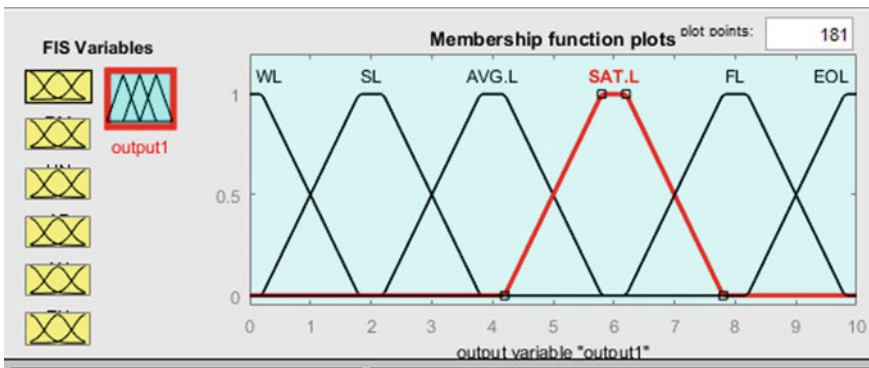 FIS Variables
Membership function plots
plot points:
181
output1
WL SL AVG.L SAT.L FL EOL
1
0.5
0
0 1 2 3 4 5 6 7 8 9 10
output variable "output1"